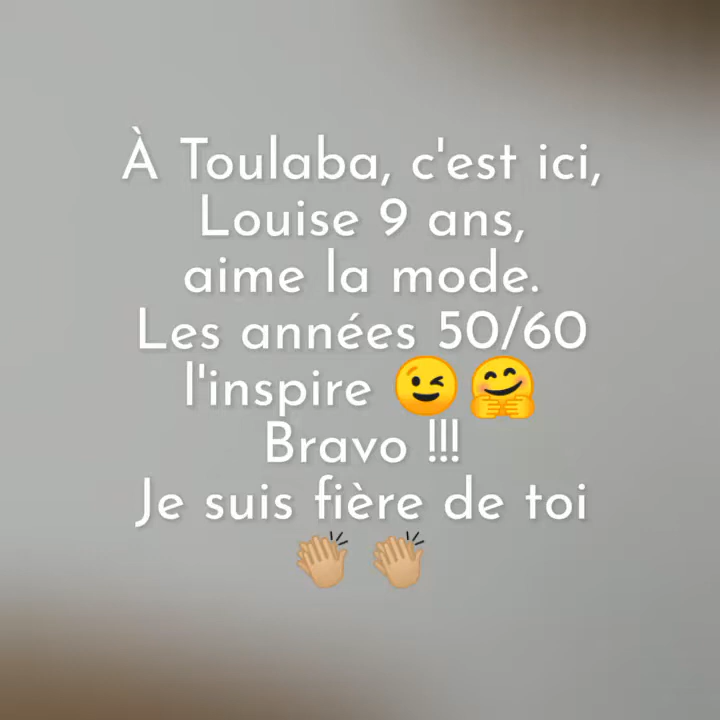 À Toulaba, c'est ici,
Louise 9 ans,
aime la mode.
Les années 50/60
l'inspire 😉🤗
Bravo !!!
Je suis fière de toi
👏🏼 👏🏼